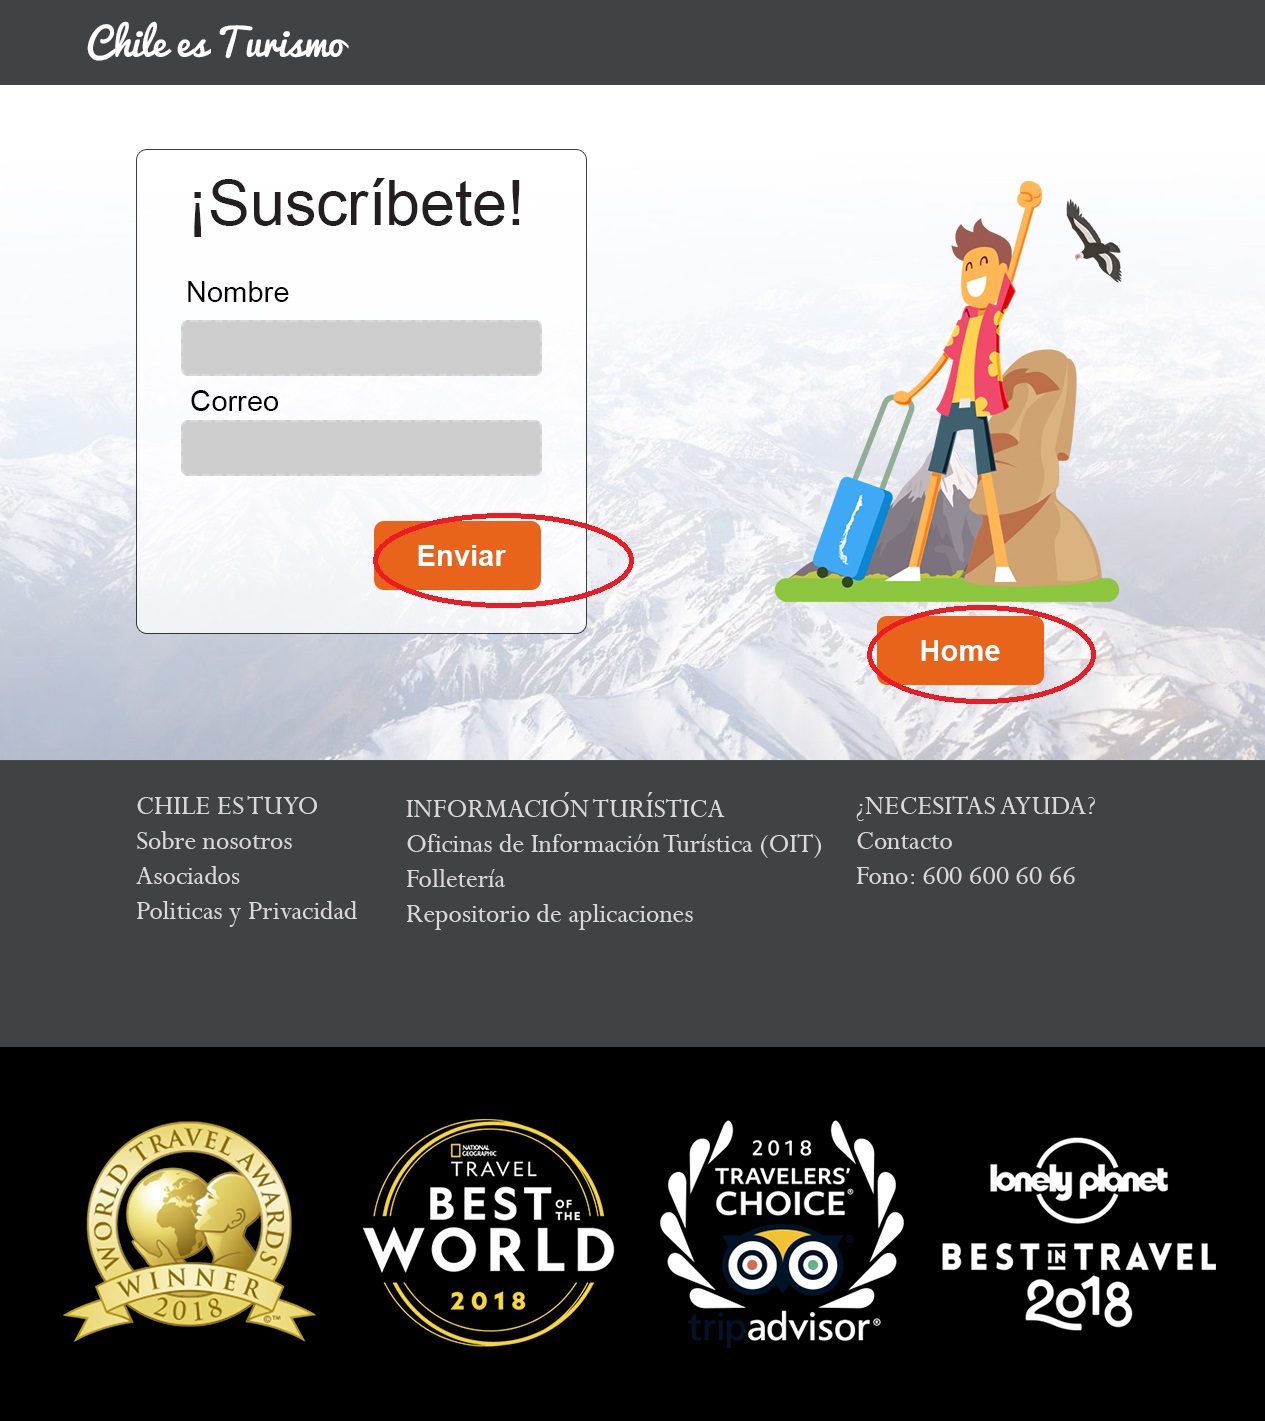 Chile es Turismo
¡Suscríbete!
Nombre
Correo
Enviar
Home
CHILE ES TUYO
Sobre nosotros
Asociados
Politicas y Privacidad
INFORMACIÓN TURÍSTICA
Oficinas de Información Turística (OIT)
Folletería
Repositorio de aplicaciones
¿NECESITAS AYUDA?
Contacto
Fono: 600 600 60 66
WORLD TRAVEL AWARDS
WINNER
2018
©™
NATIONAL
GEOGRAPHIC
TRAVEL
BEST OF THE
WORLD
2018
2018
TRAVELERS'
CHOICE®
tripadvisor®
lonely planet
BEST IN TRAVEL
2018